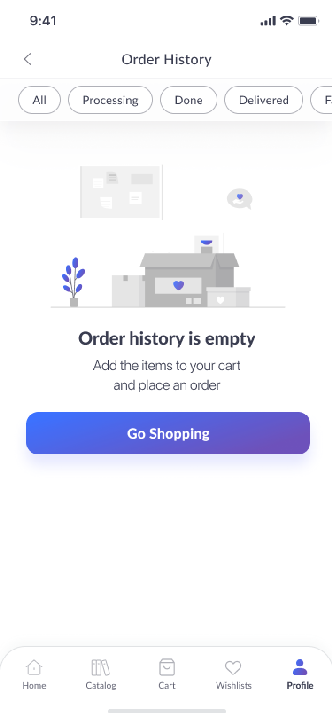 9:41
Order History
All
Processing
Done
Delivered
Order history is empty
Add the items to your cart
and place an order
Go Shopping
Home
Catalog
Cart
Wishlists
Profile